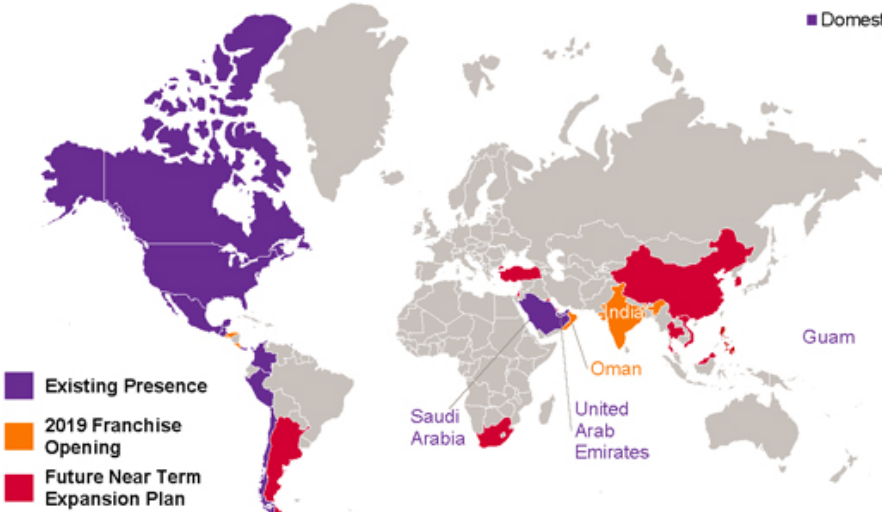 Domest
India
Guam
Oman
Saudi
Arabia
United
Arab
Emirates
Existing Presence
2019 Franchise
Opening
Future Near Term
Expansion Plan